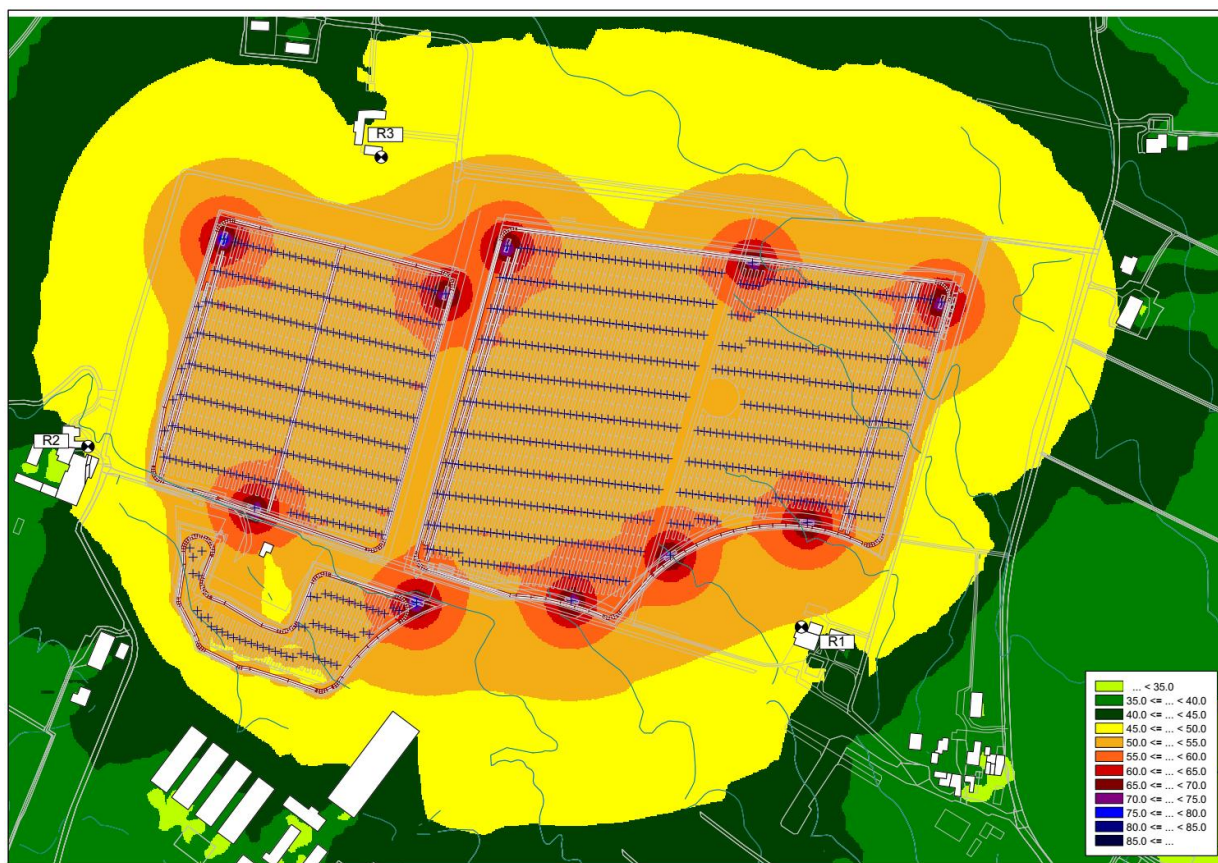 R3
R2
R1
... < 35.0
35.0 <= ... < 40.0
40.0 <= ... < 45.0
45.0 <= ... < 50.0
50.0 <= ... < 55.0
55.0 <= ... < 60.0
60.0 <= ... < 65.0
65.0 <= ... < 70.0
70.0 <= ... < 75.0
75.0 <= ... < 80.0
80.0 <= ... < 85.0
85.0 <= ...